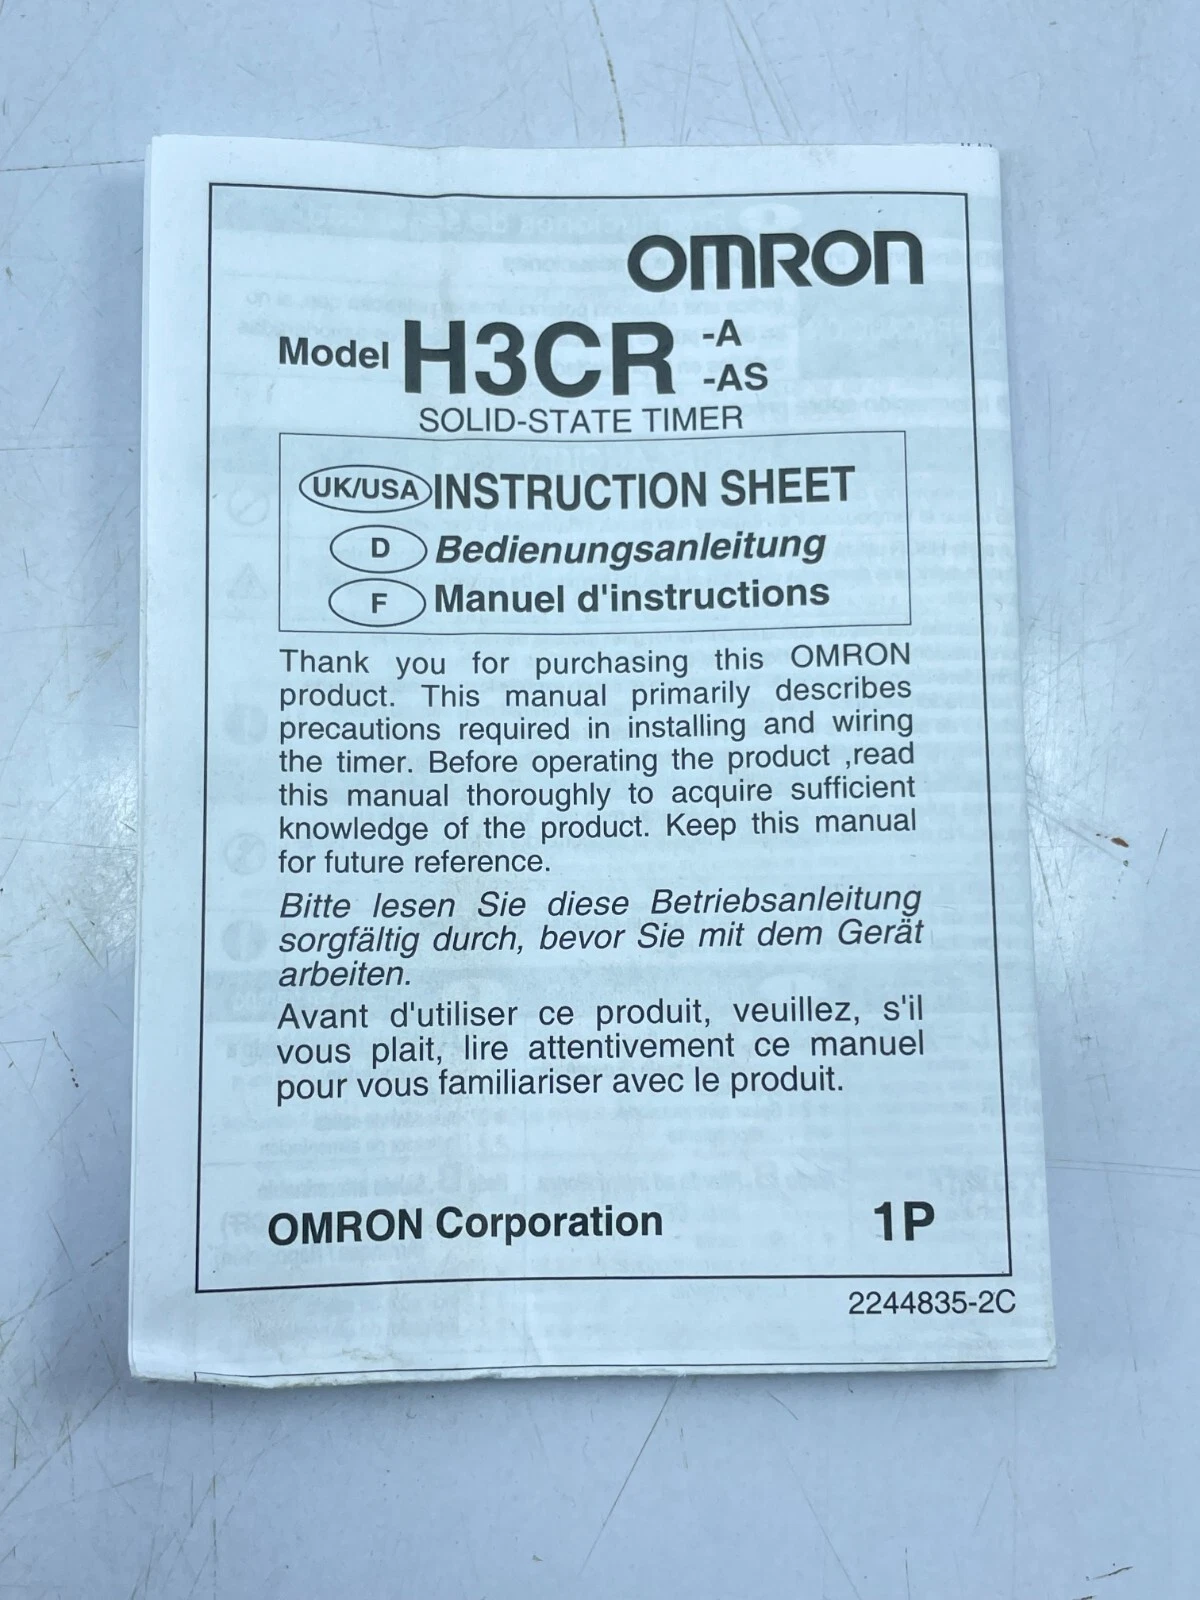 OMRON
Model H3CR -A
-AS
SOLID-STATE TIMER
UK/USA INSTRUCTION SHEET
D Bedienungsanleitung
F Manuel d'instructions
Thank you for purchasing this OMRON
product. This manual primarily describes
precautions required in installing and wiring
the timer. Before operating the product ,read
this manual thoroughly to acquire sufficient
knowledge of the product. Keep this manual
for future reference.
Bitte lesen Sie diese Betriebsanleitung
sorgfältig durch, bevor Sie mit dem Gerät
arbeiten.
Avant d'utiliser ce produit, veuillez, s'il
vous plait, lire attentivement ce manuel
pour vous familiariser avec le produit.
OMRON Corporation 1P
2244835-2C